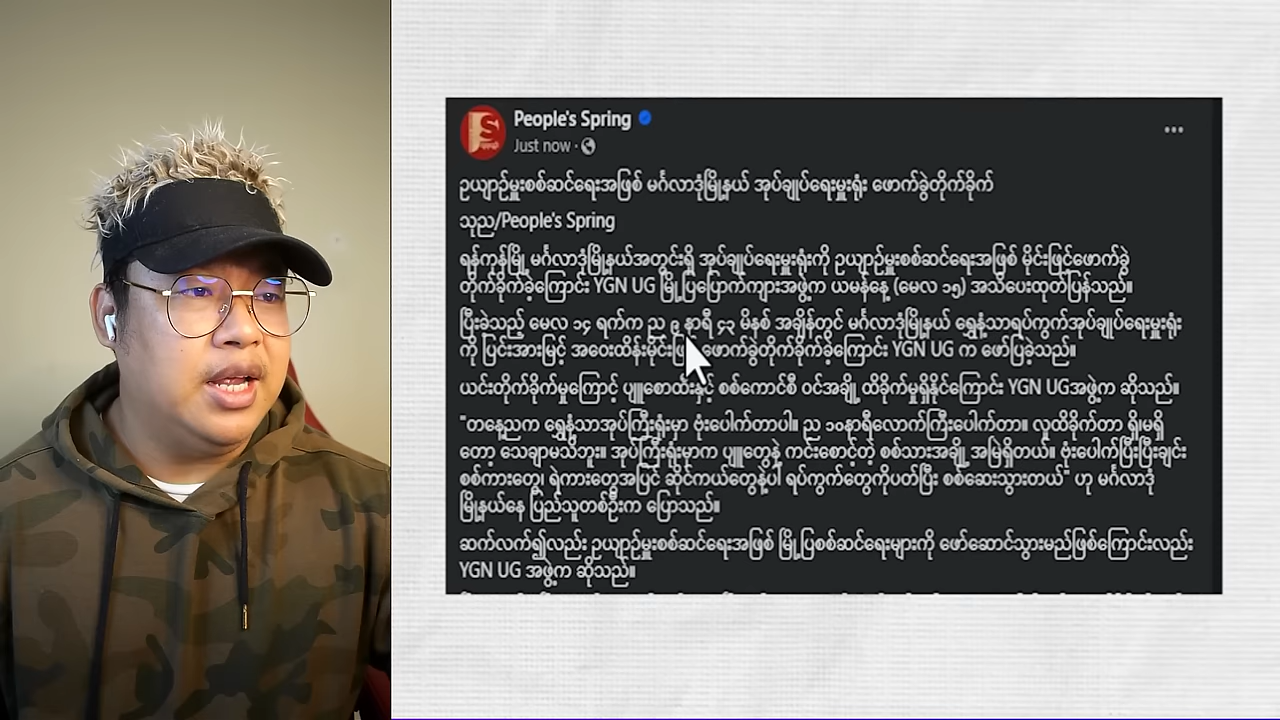 People's Spring
Just now ·
ဥယျာဉ်မှူးစစ်ဆင်ရေးအဖြစ် မင်္ဂလာဒုံမြို့နယ် အုပ်ချုပ်ရေးမှူးရုံး ဖောက်ခွဲတိုက်ခိုက်
သုည/People's Spring
ရန်ကုန်မြို့ မင်္ဂလာဒုံမြို့နယ်အတွင်းရှိ အုပ်ချုပ်ရေးမှူးရုံးကို ဥယျာဉ်မှူးစစ်ဆင်ရေးအဖြစ် မိုင်းဖြင့်ဖောက်ခွဲ
တိုက်ခိုက်ခဲ့ကြောင်း YGN UG မြို့ပြပြောက်ကျားအဖွဲ့က ယမန်နေ့ (မေလ ၁၅) အသိပေးထုတ်ပြန်သည်။
ပြီးခဲ့သည့် မေလ ၁၄ ရက်က ည ၉ နာရီ ၄၃ မိနစ် အချိန်တွင် မင်္ဂလာဒုံမြို့နယ် ရွှေနံ့သာရပ်ကွက်အုပ်ချုပ်ရေးမှူးရုံး
ကို ပြင်းအားမြင့် အဝေးထိန်းမိုင်းဖြ ဖောက်ခွဲတိုက်ခိုက်ခဲ့ကြောင်း YGN UG က ဖော်ပြခဲ့သည်။
ယင်းတိုက်ခိုက်မှုကြောင့် ပျူစောထီးနှင့် စစ်ကောင်စီ ဝင်အချို့ ထိခိုက်မှုရှိနိုင်ကြောင်း YGN UGအဖွဲ့က ဆိုသည်။
"တနေ့ညက ရွှေနံ့သာအုပ်ကြီးရုံးမှာ ဗုံးပေါက်တာပါ။ ည ၁၀နာရီလောက်ကြီးပေါက်တာ။ လူထိခိုက်တာ ရှိ၊မရှိ
တော့ သေချာမသိဘူး။ အုပ်ကြီးရုံးမှာက ပျူတွေနဲ့ ကင်းစောင့်တဲ့ စစ်သားအချို့ အမြဲရှိတယ်။ ဗုံးပေါက်ပြီးပြီးချင်း
စစ်ကားတွေ၊ ရဲကားတွေအပြင် ဆိုင်ကယ်တွေနဲ့ပါ ရပ်ကွက်တွေကိုပတ်ပြီး စစ်ဆေးသွားတယ်" ဟု မင်္ဂလာဒုံ
မြို့နယ်နေ ပြည်သူတစ်ဦးက ပြောသည်။
ဆက်လက်၍လည်း ဥယျာဉ်မှူးစစ်ဆင်ရေးအဖြစ် မြို့ပြစစ်ဆင်ရေးများကို ဖော်ဆောင်သွားမည်ဖြစ်ကြောင်းလည်း
YGN UG အဖွဲ့က ဆိုသည်။